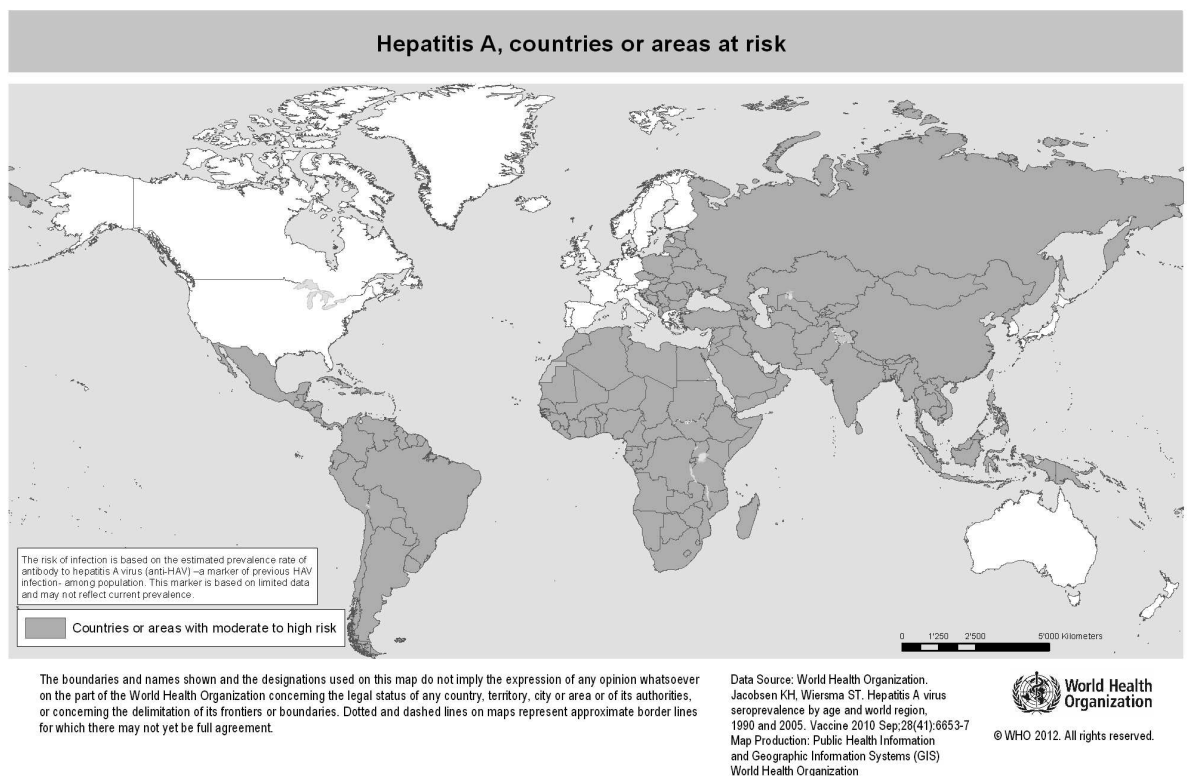 Hepatitis A, countries or areas at risk
The risk of infection is based on the estimated prevalence rate of
antibody to hepatitis A virus (anti-HAV) –a marker of previous HAV
infection- among population. This marker is based on limited data
and may not reflect current prevalence.
Countries or areas with moderate to high risk
0 1'250 2'500 5'000 Kilometers
The boundaries and names shown and the designations used on this map do not imply the expression of any opinion whatsoever
on the part of the World Health Organization concerning the legal status of any country, territory, city or area or of its authorities,
or concerning the delimitation of its frontiers or boundaries. Dotted and dashed lines on maps represent approximate border lines
for which there may not yet be full agreement.
Data Source: World Health Organization.
Jacobsen KH, Wiersma ST. Hepatitis A virus
seroprevalence by age and world region,
1990 and 2005. Vaccine 2010 Sep;28(41):6653-7
Map Production: Public Health Information
and Geographic Information Systems (GIS)
World Health Organization
World Health
Organization
© WHO 2012. All rights reserved.